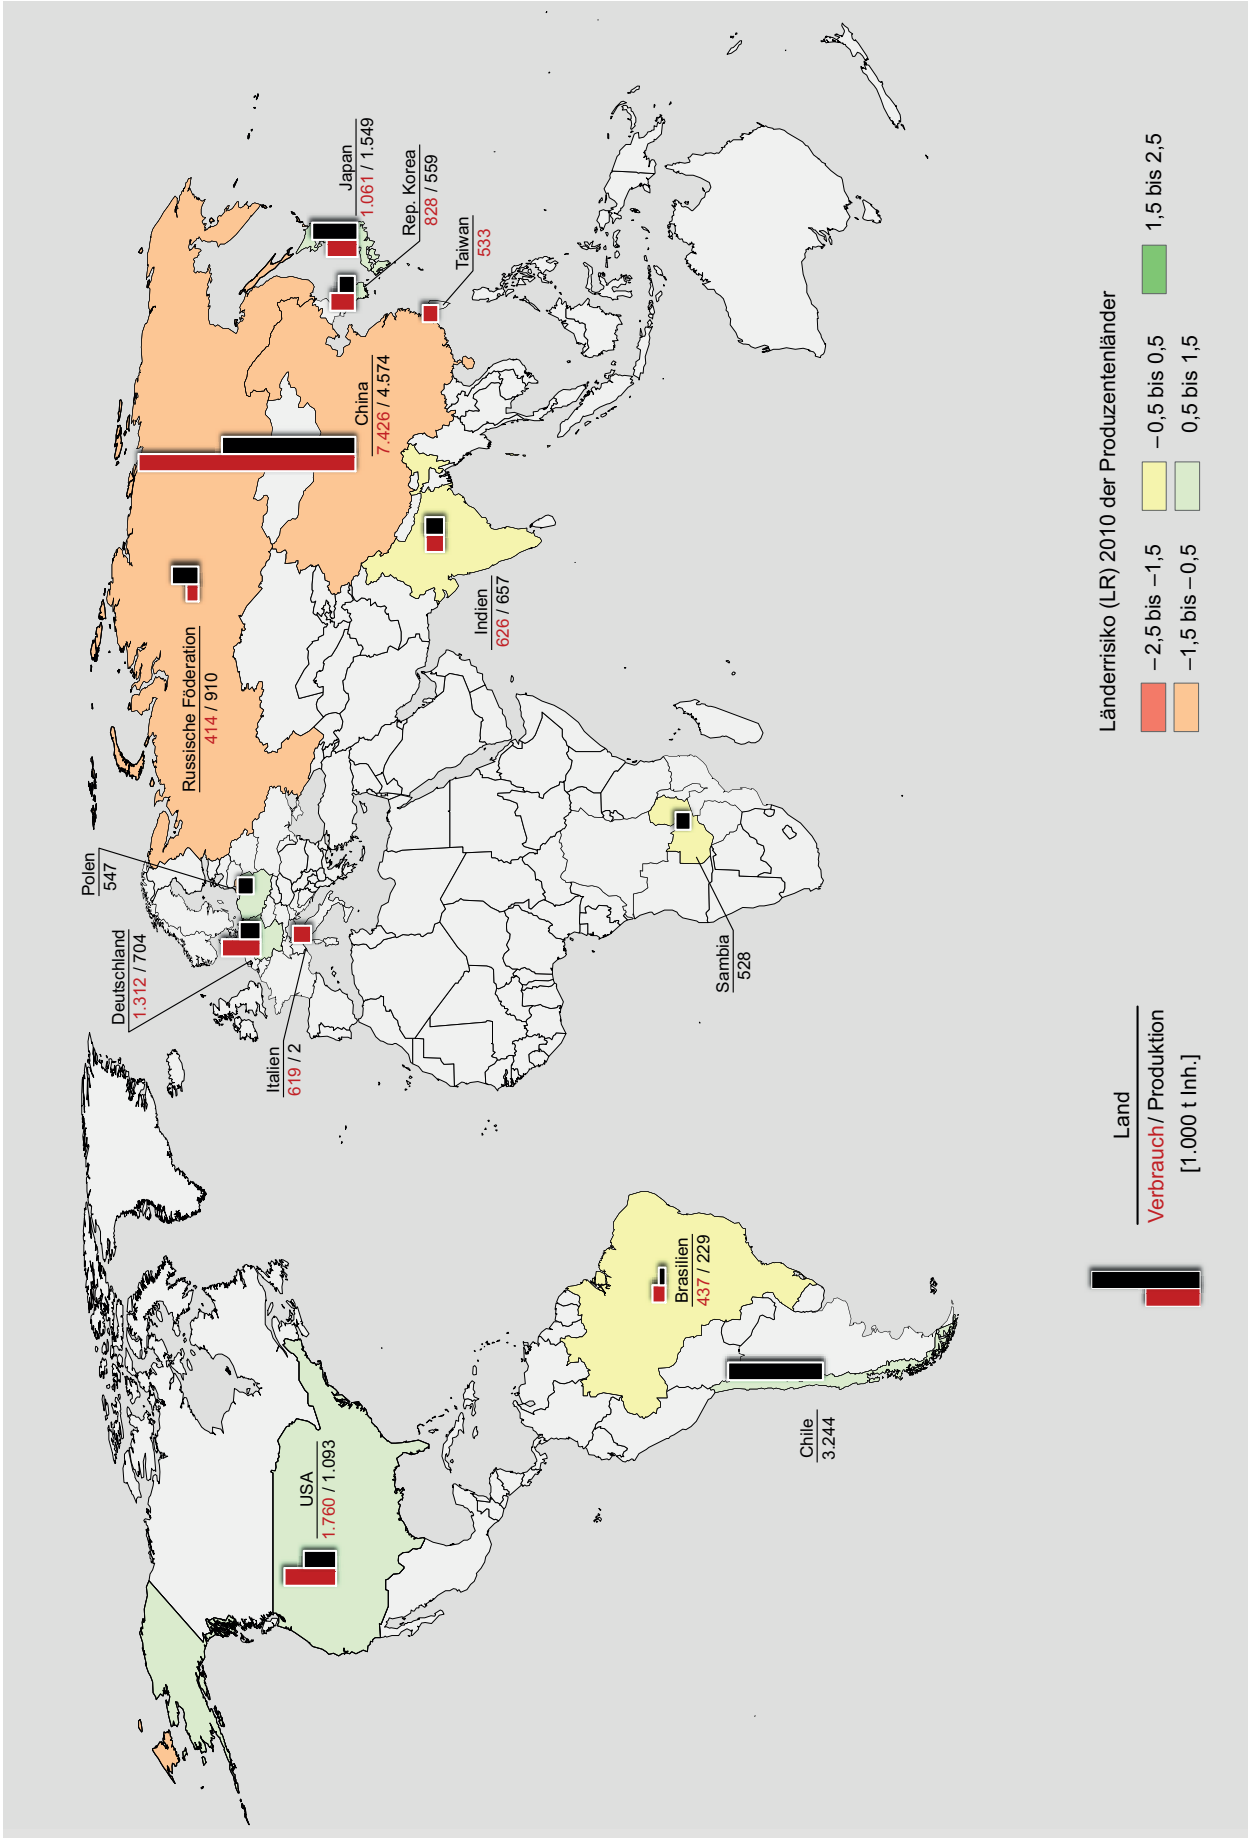 Russische Föderation
414 / 910
Polen
547
Deutschland
1.312 / 704
Italien
619 / 2
USA
1.760 / 1.093
China
7.426 / 4.574
Japan
1.061 / 1.549
Rep. Korea
828 / 559
Taiwan
533
Indien
626 / 657
Brasilien
437 / 229
Sambia
528
Chile
3.244
Land
Verbrauch / Produktion
[1.000 t Inh.]
Länderrisiko (LR) 2010 der Produzentenländer
−2,5 bis −1,5
−0,5 bis 0,5
1,5 bis 2,5
−1,5 bis −0,5
0,5 bis 1,5